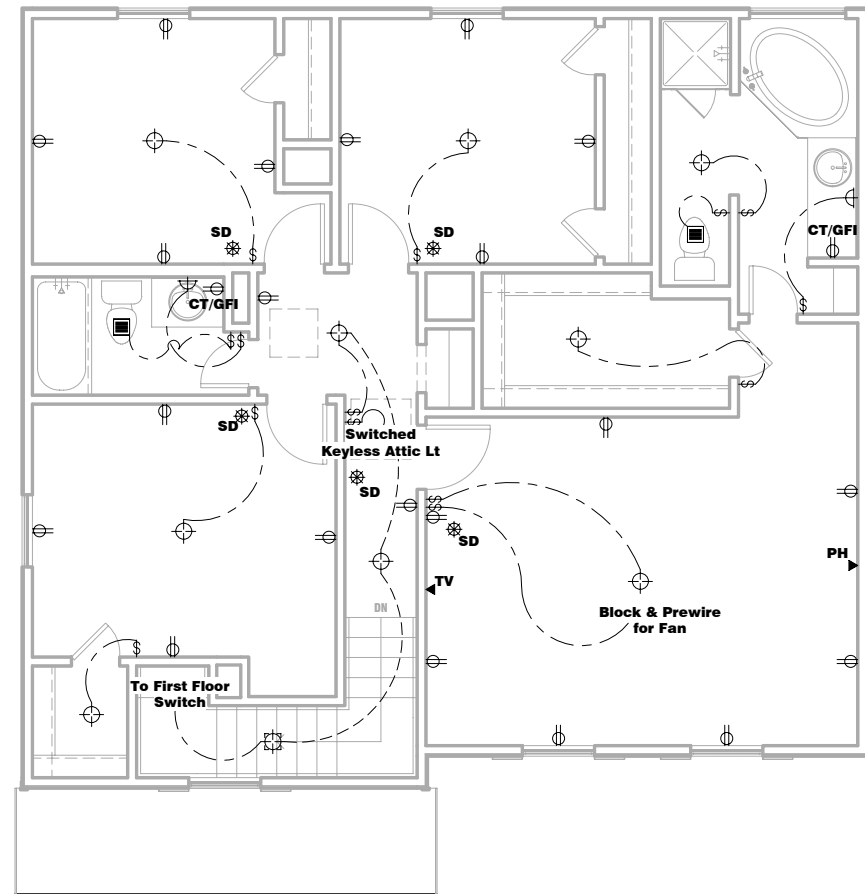 SD
SD
CT/GFI
CT/GFI
$
$
$
$
$
$
$
$
SD
$
$
$
$
Switched
Keyless Attic Lt
SD
$
$
SD
PH
TV
DN
Block & Prewire
for Fan
$
To First Floor
Switch